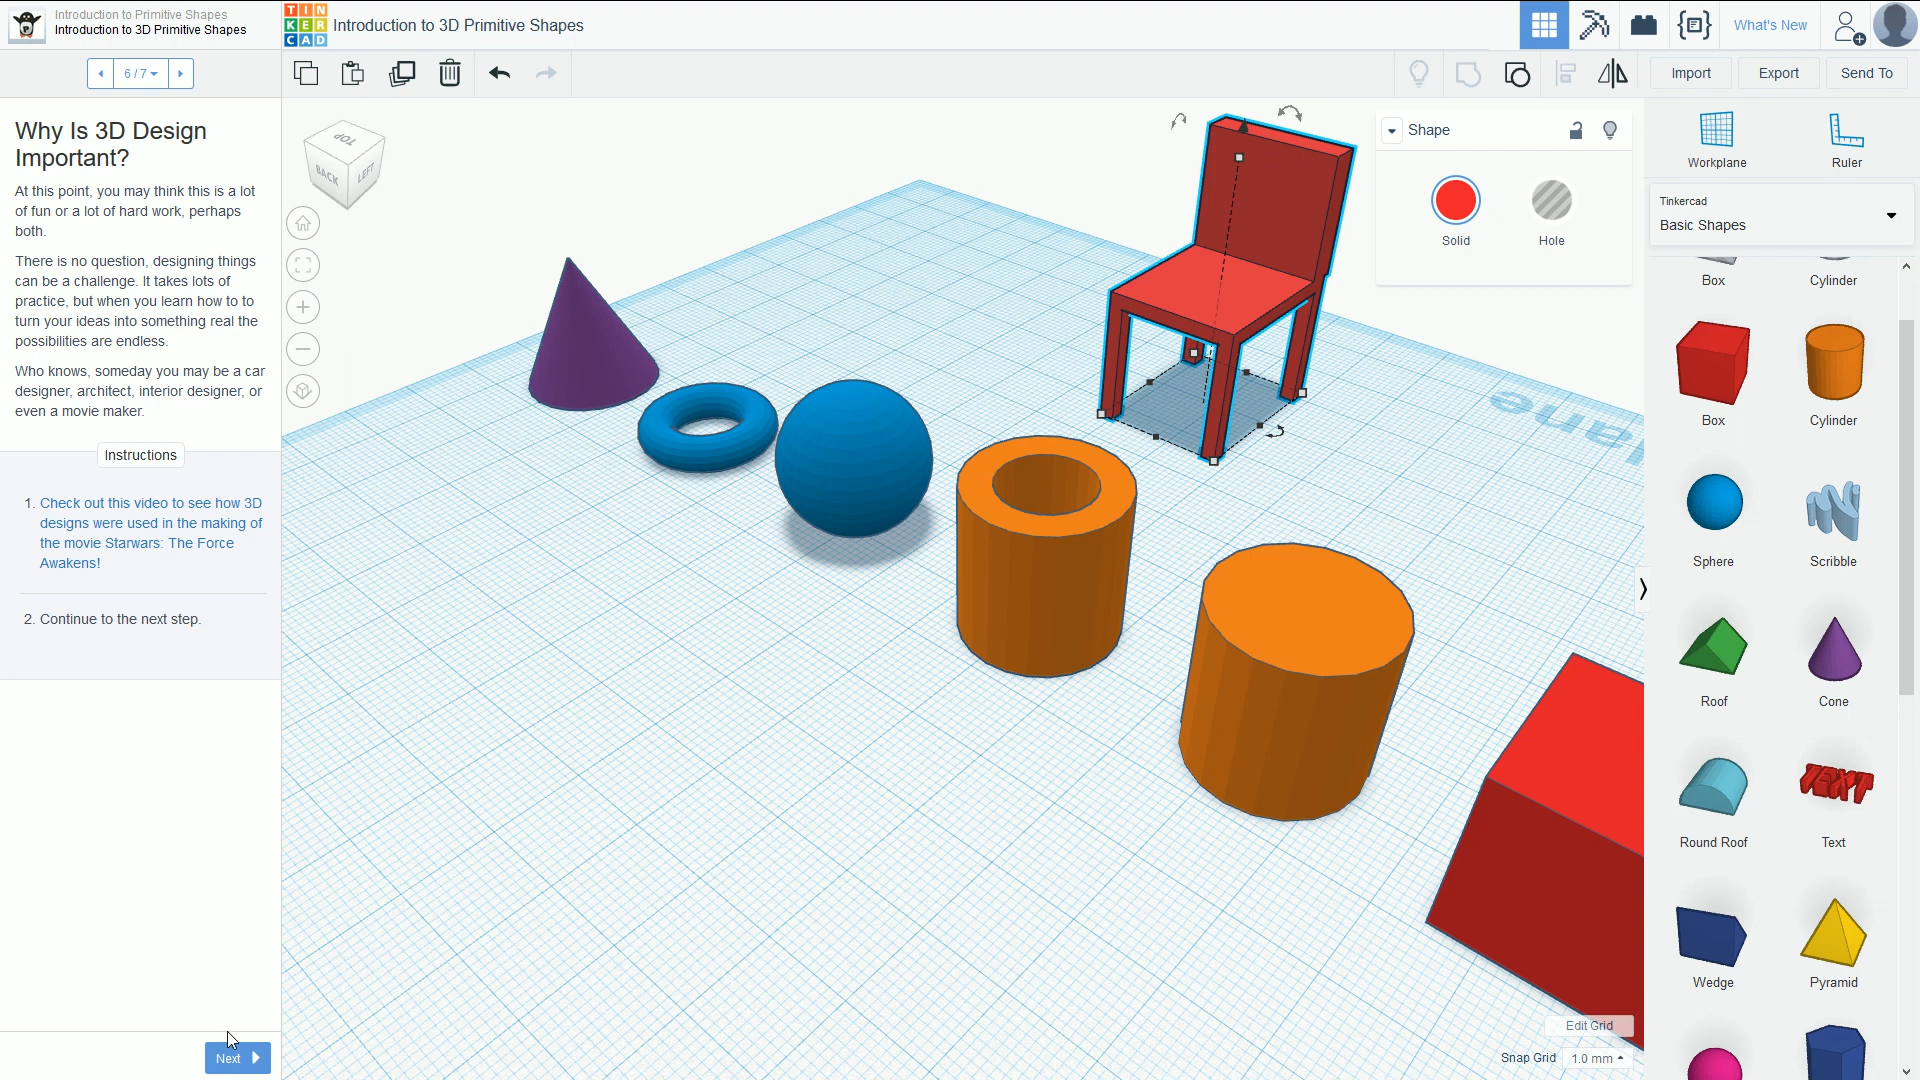 Introduction to Primitive Shapes
Introduction to 3D Primitive Shapes
TIN
KER
CAD
Introduction to 3D Primitive Shapes
What's New
6 / 7
Import
Export
Send To
Why Is 3D Design
Important?
At this point, you may think this is a lot
of fun or a lot of hard work, perhaps
both.
There is no question, designing things
can be a challenge. It takes lots of
practice, but when you learn how to to
turn your ideas into something real the
possibilities are endless.
Who knows, someday you may be a car
designer, architect, interior designer, or
even a movie maker.
Instructions
1. Check out this video to see how 3D
designs were used in the making of
the movie Starwars: The Force
Awakens!
2. Continue to the next step.
Next
TOP
BACK
LEFT
Shape
Solid
Hole
Workplane
Ruler
Tinkercad
Basic Shapes
Box
Cylinder
Box
Cylinder
Sphere
Scribble
Roof
Cone
Round Roof
TEXT
Text
Wedge
Pyramid
Edit Grid
Snap Grid
1.0 mm